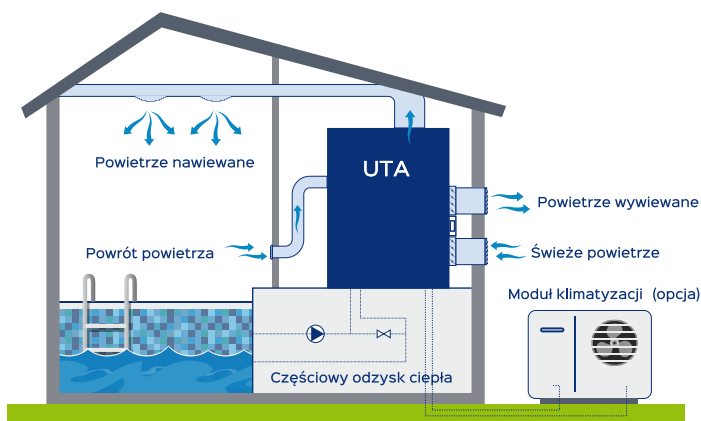 UTA
Powietrze nawiewane
Powietrze wywiewane
Powrót powietrza
Świeże powietrze
Moduł klimatyzacji (opcja)
Częściowy odzysk ciepła